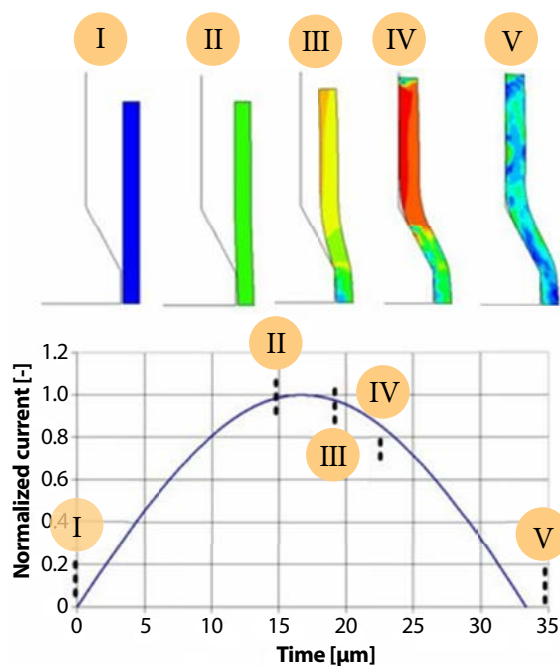 I II III IV V
1.2
II
1.0
IV
0.8
III
0.6
0.4
I
V
0.2
0
0 5 10 15 20 25 30 35
Normalized current [-]
Time [μm]